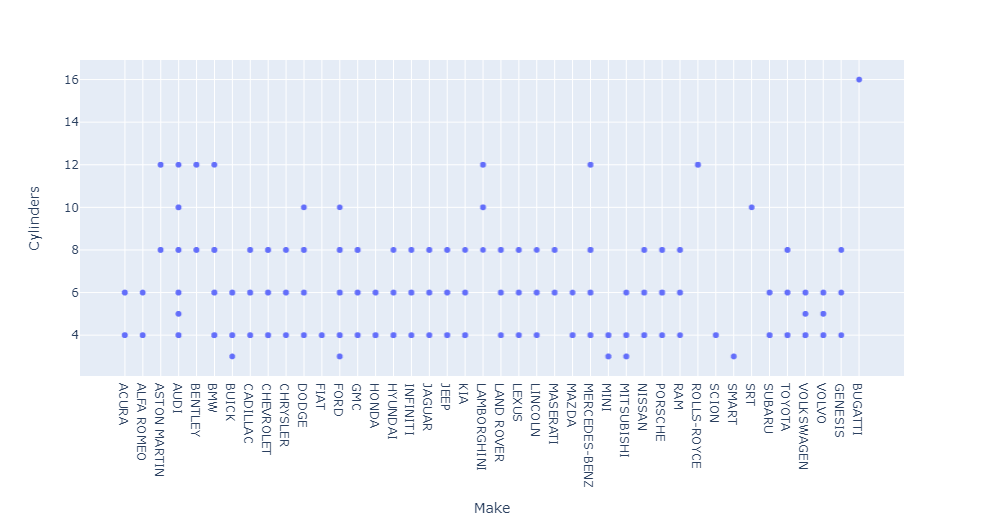 16
14
12
10
8
6
4
Cylinders
ACURA
ALFA ROMEO
ASTON MARTIN
AUDI
BENTLEY
BMW
BUICK
CADILLAC
CHEVROLET
CHRYSLER
DODGE
FIAT
FORD
GMC
HONDA
HYUNDAI
INFINITI
JAGUAR
JEEP
KIA
LAMBORGHINI
LAND ROVER
LEXUS
LINCOLN
MASERATI
MAZDA
MERCEDES-BENZ
MINI
MITSUBISHI
NISSAN
PORSCHE
RAM
ROLLS-ROYCE
SCION
SMART
SRT
SUBARU
TOYOTA
VOLKSWAGEN
VOLVO
GENESIS
BUGATTI
Make